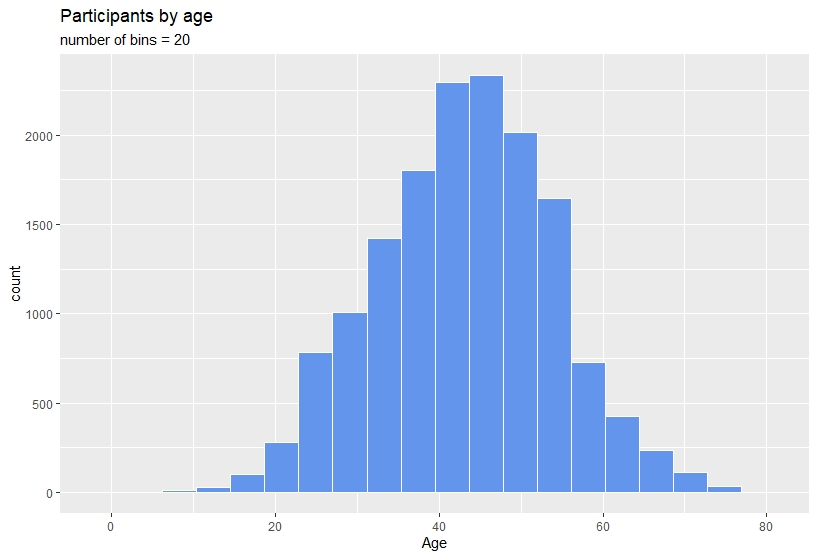 Participants by age
number of bins = 20
2000
1500
1000
500
0
count
0 20 40 60 80
Age